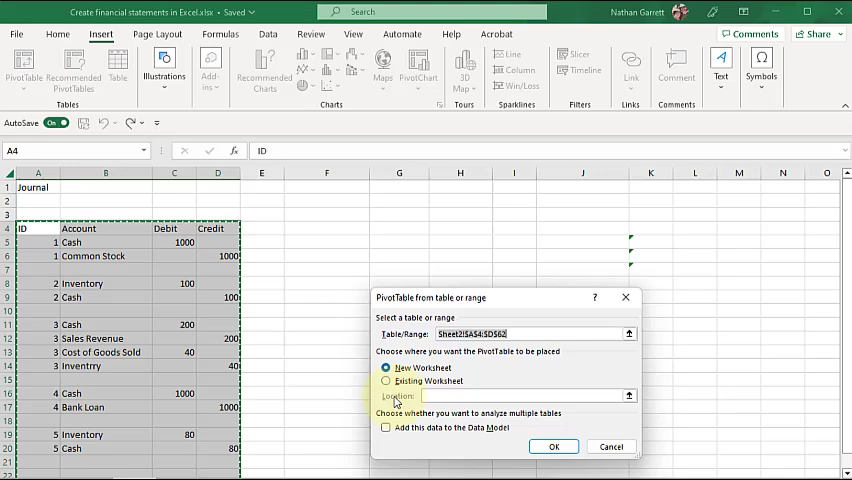 Create financial statements in Excel.xlsx • Saved
Search
Nathan Garrett
File Home Insert Page Layout Formulas Data Review View Automate Help Acrobat
Comments Share
PivotTable
Recommended PivotTables
Table
Illustrations
Add-ins
Recommended Charts
Maps
PivotChart
3D Map
Line
Column
Win/Loss
Slicer
Timeline
Link
Comment
Text
Symbols
Tables Charts Tours Sparklines Filters Links Comments
AutoSave On
A4 fx ID
A B C D E F G H I J K L M N O
1 Journal
2
3
4 ID Account Debit Credit
5 1 Cash 1000
6 1 Common Stock 1000
7
8 2 Inventory 100
9 2 Cash 100
10
11 3 Cash 200
12 3 Sales Revenue 200
13 3 Cost of Goods Sold 40
14 3 Inventrry 40
15
16 4 Cash 1000
17 4 Bank Loan 1000
18
19 5 Inventory 80
20 5 Cash 80
21
22
PivotTable from table or range ?
Select a table or range
Table/Range: Sheet2!$A$4:$D$62
Choose where you want the PivotTable to be placed
New Worksheet
Existing Worksheet
Location:
Choose whether you want to analyze multiple tables
Add this data to the Data Model
OK Cancel